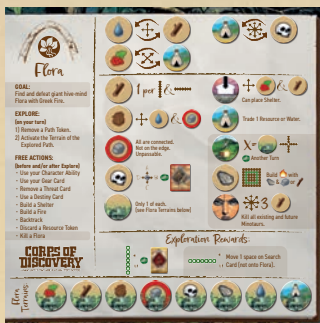 Flora
GOAL:
Find and defeat giant hive-mind
Flora with Greek Fire.
EXPLORE:
(on your turn)
1) Remove a Path Token.
2) Activate the Terrain of the
Explored Path.
FREE ACTIONS:
(before and/or after Explore)
- Use your Character Ability
- Use your Gear Card
- Remove a Threat Card
- Use a Destiny Card
- Build a Shelter
- Build a Fire
- Backtrack
- Discard a Resource Token
- Kill a Flora
CORPS OF
DISCOVERY
1 per &
&
All are connected.
Not on the edge.
Unpassable.
Only 1 of each.
(see Flora Terrains below)
&
Can place Shelter.
Trade 1 Resource or Water.
X=
Another Turn
Build with
&
3
Kill all existing and future
Minotaurs.
Exploration Rewards:
Move 1 space on Search
Card (not onto Flora).
Flora
Terrains: